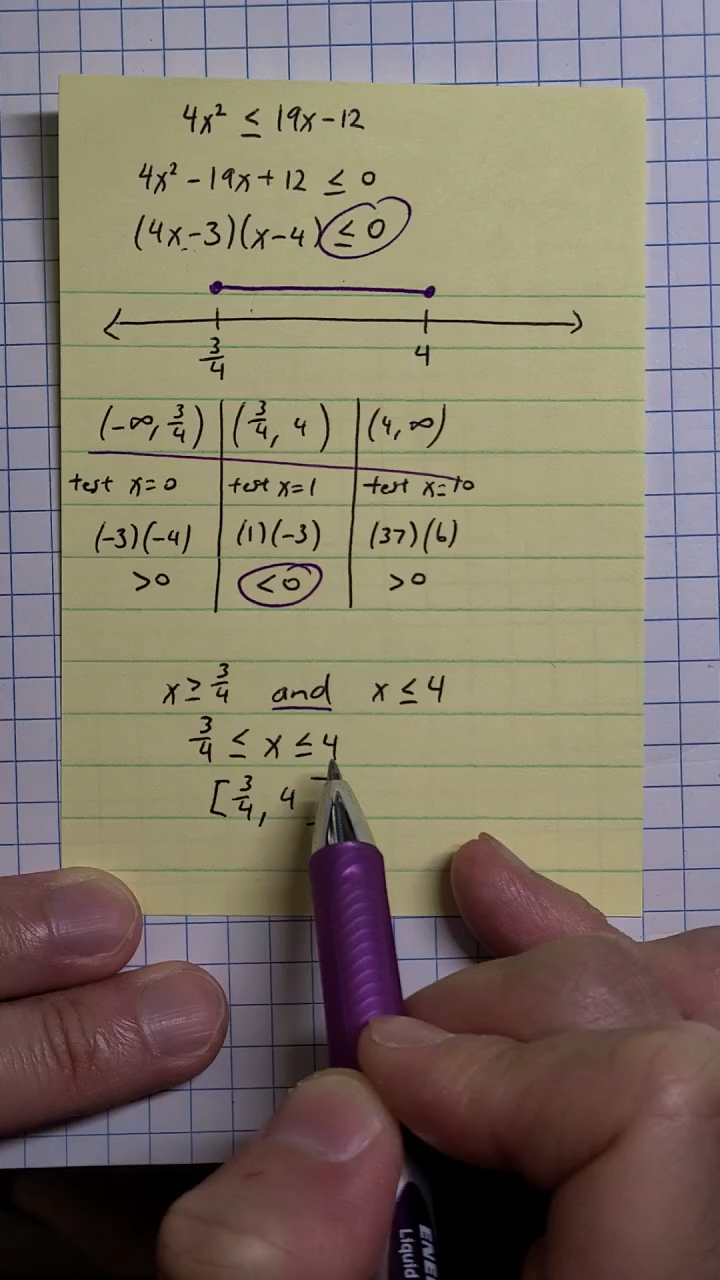 4x² ≤ 19x-12
4x² - 19x + 12 ≤ 0
(4x-3)(x-4) ≤ 0
3/4 4
(-∞, 3/4) (3/4, 4) (4, ∞)
test x=0 test x=1 test x=10
(-3)(-4) (1)(-3) (37)(6)
>0 <0 >0
x ≥ 3/4 and x ≤ 4
3/4 ≤ x ≤ 4
[3/4, 4]
Liquid